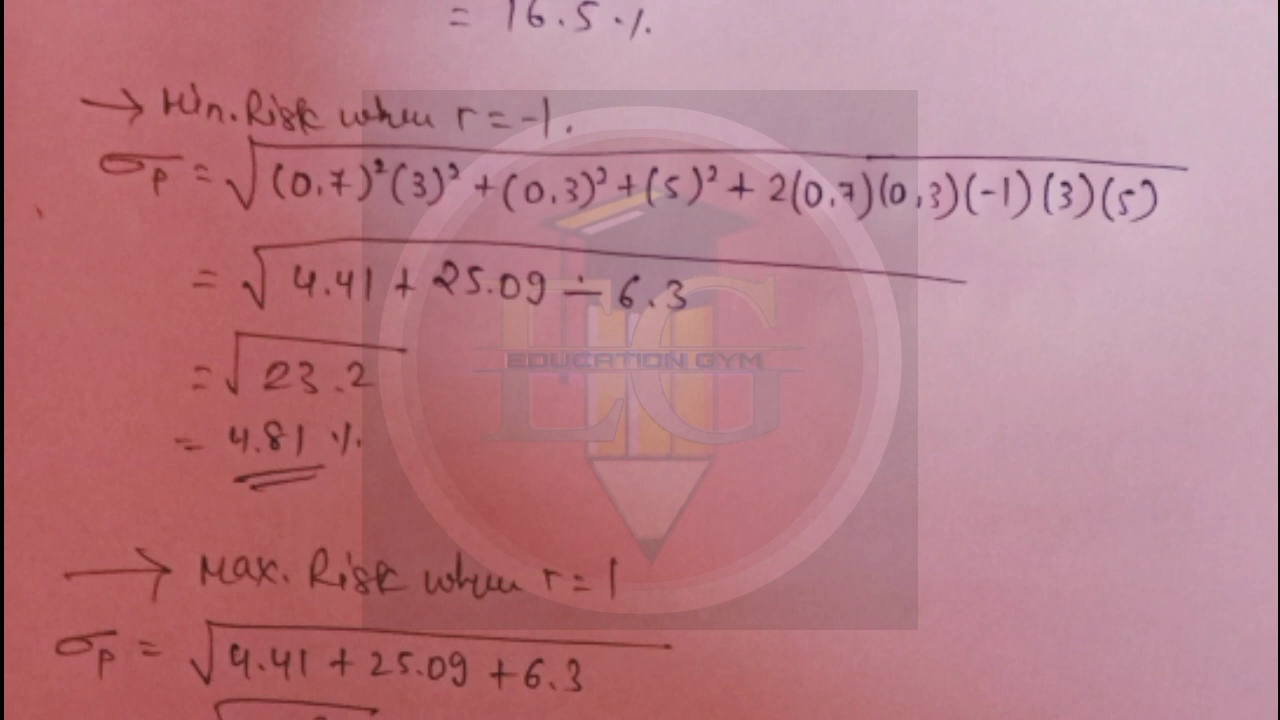 = 16.5 %
→ Min. Risk when r = -1.
σp = √(0.7)²(3)² + (0.3)² + (5)² + 2(0.7)(0.3)(-1)(3)(5)
= √4.41 + 25.09 - 6.3
= √23.2
= 4.81 %
EDUCATION GYM
EG
→ Max. Risk when r = 1
σp = √4.41 + 25.09 + 6.3